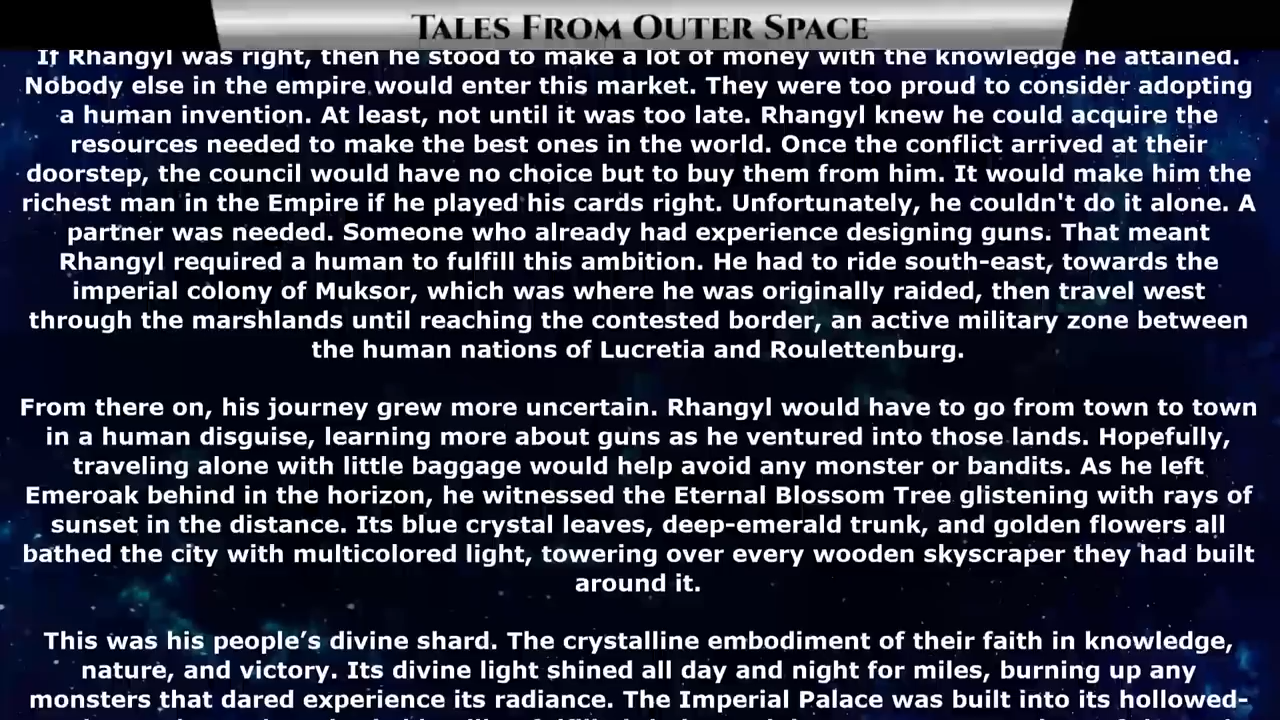 Tales From Outer Space
If Rhangyl was right, then he stood to make a lot of money with the knowledge he attained.
Nobody else in the empire would enter this market. They were too proud to consider adopting
a human invention. At least, not until it was too late. Rhangyl knew he could acquire the
resources needed to make the best ones in the world. Once the conflict arrived at their
doorstep, the council would have no choice but to buy them from him. It would make him the
richest man in the Empire if he played his cards right. Unfortunately, he couldn't do it alone. A
partner was needed. Someone who already had experience designing guns. That meant
Rhangyl required a human to fulfill this ambition. He had to ride south-east, towards the
imperial colony of Muksor, which was where he was originally raided, then travel west
through the marshlands until reaching the contested border, an active military zone between
the human nations of Lucretia and Roulettenburg.
From there on, his journey grew more uncertain. Rhangyl would have to go from town to town
in a human disguise, learning more about guns as he ventured into those lands. Hopefully,
traveling alone with little baggage would help avoid any monster or bandits. As he left
Emeroak behind in the horizon, he witnessed the Eternal Blossom Tree glistening with rays of
sunset in the distance. Its blue crystal leaves, deep-emerald trunk, and golden flowers all
bathed the city with multicolored light, towering over every wooden skyscraper they had built
around it.
This was his people’s divine shard. The crystalline embodiment of their faith in knowledge,
nature, and victory. Its divine light shined all day and night for miles, burning up any
monsters that dared experience its radiance. The Imperial Palace was built into its hollowed-